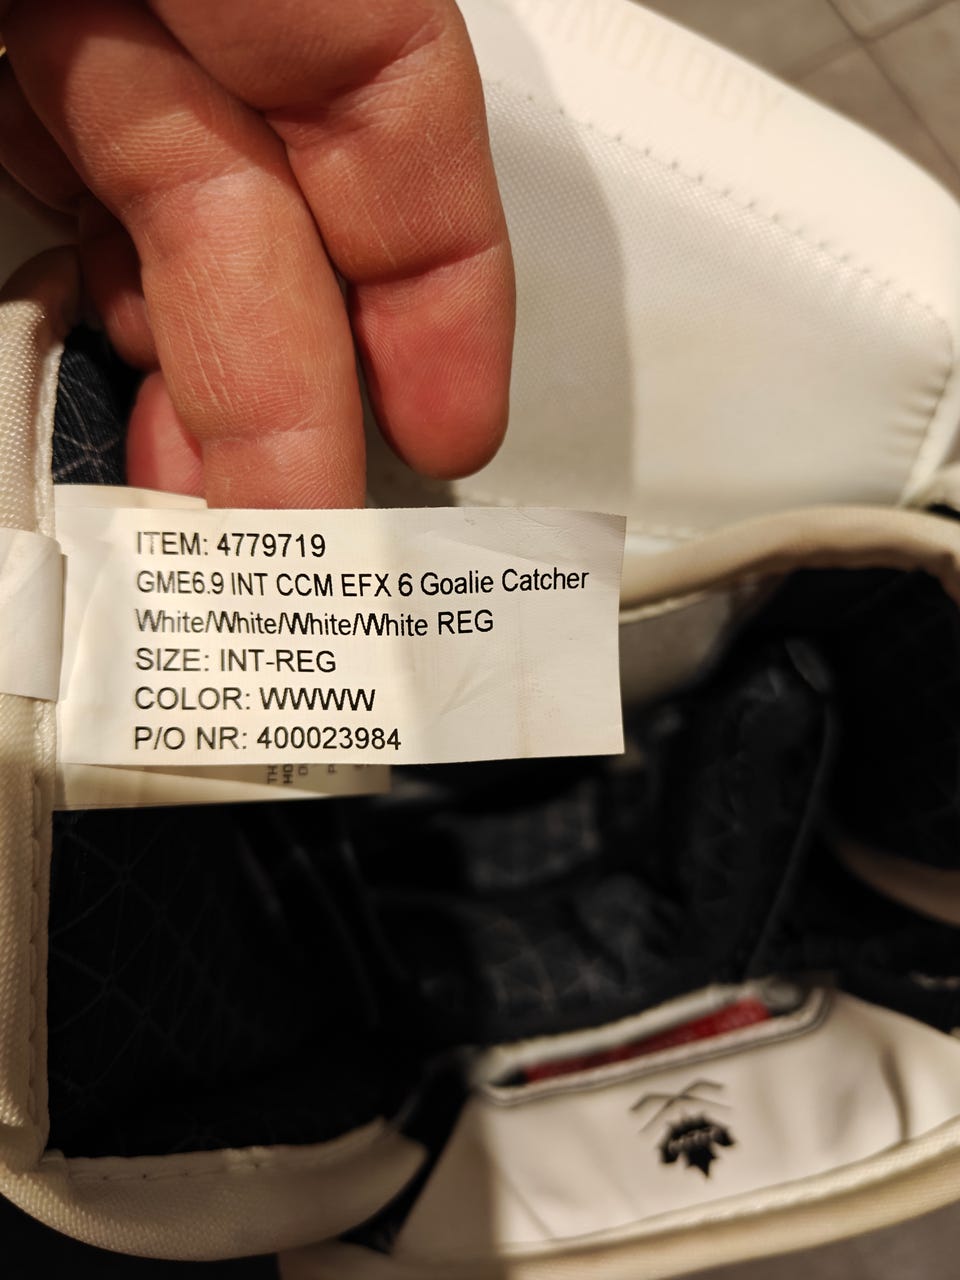 HNOLOGY
ITEM: 4779719
GME6.9 INT CCM EFX 6 Goalie Catcher
White/White/White/White REG
SIZE: INT-REG
COLOR: WWWW
P/O NR: 400023984